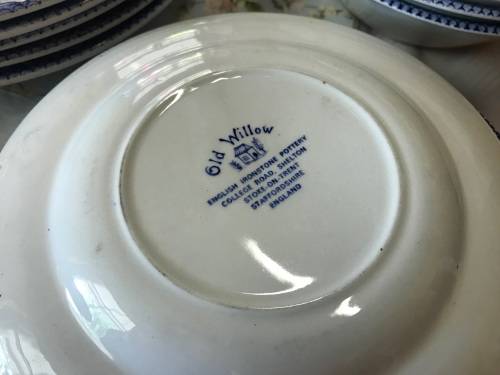 Old Willow
ENGLISH IRONSTONE POTTERY
COLLEGE ROAD, SHELTON
STOKE-ON-TRENT
STAFFORDSHIRE
ENGLAND